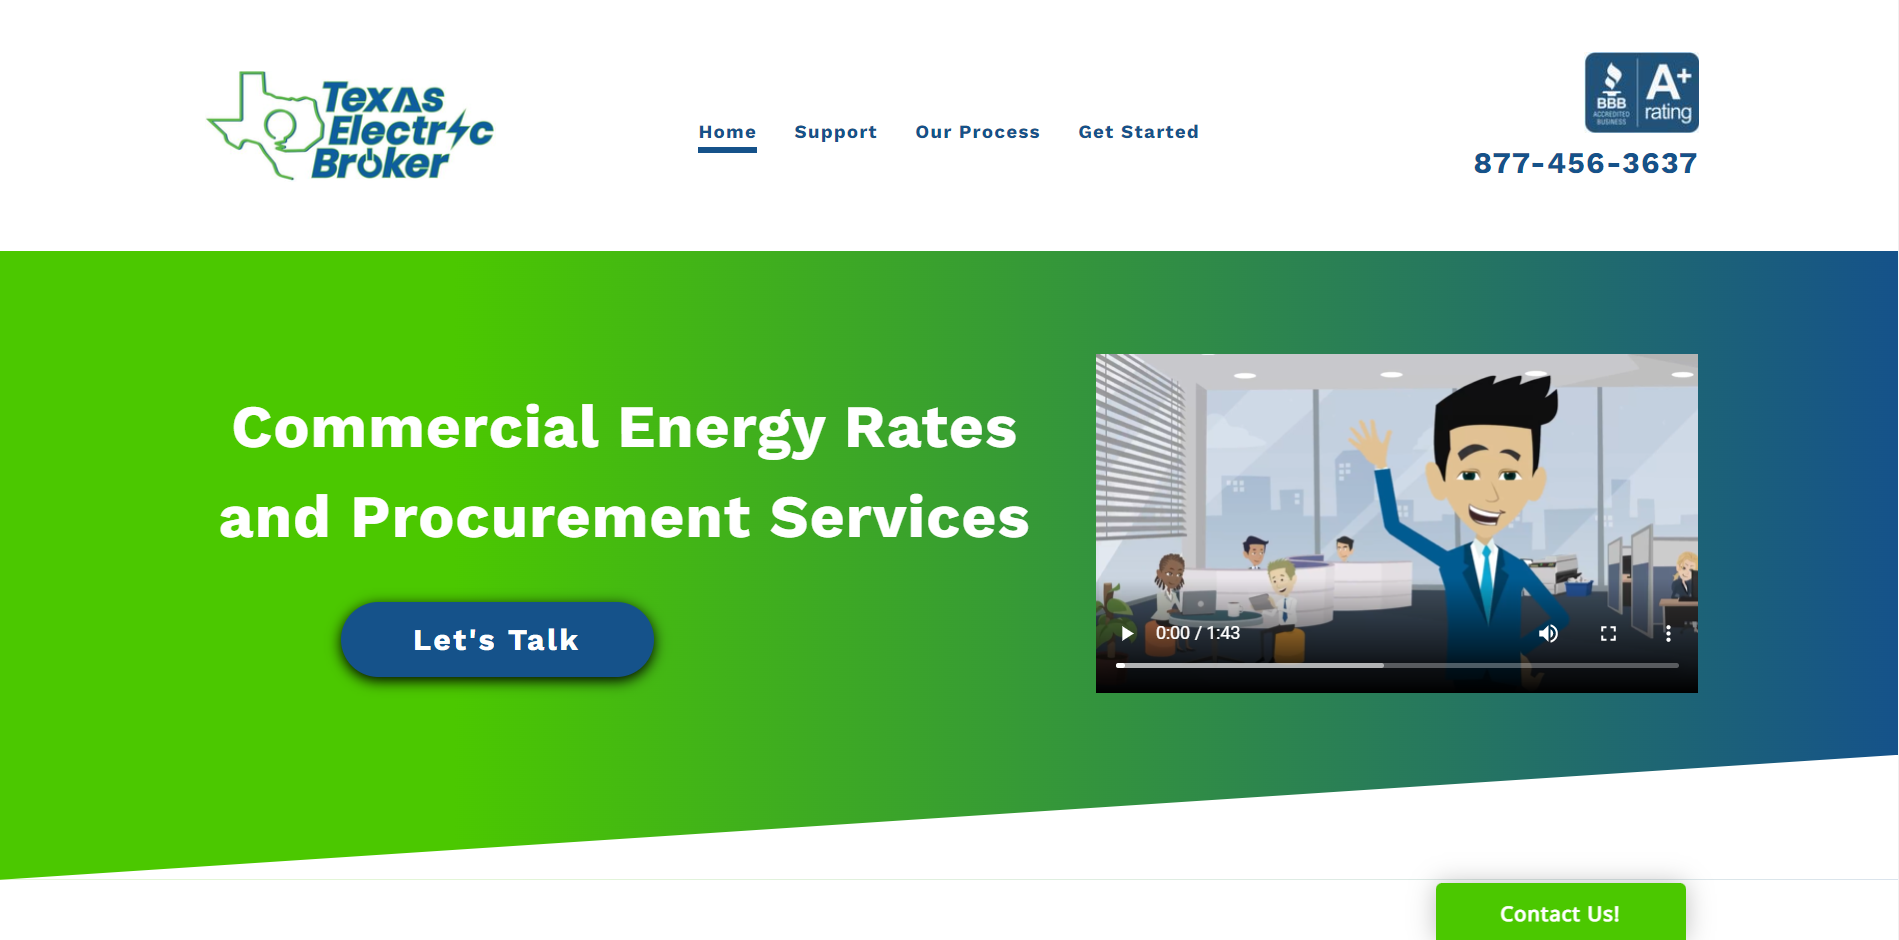 Texas
Electric
Broker
Home
Support
Our Process
Get Started
BBB
ACCREDITED
BUSINESS
A+
rating
877-456-3637
Commercial Energy Rates
and Procurement Services
Let's Talk
0:00 / 1:43
Contact Us!